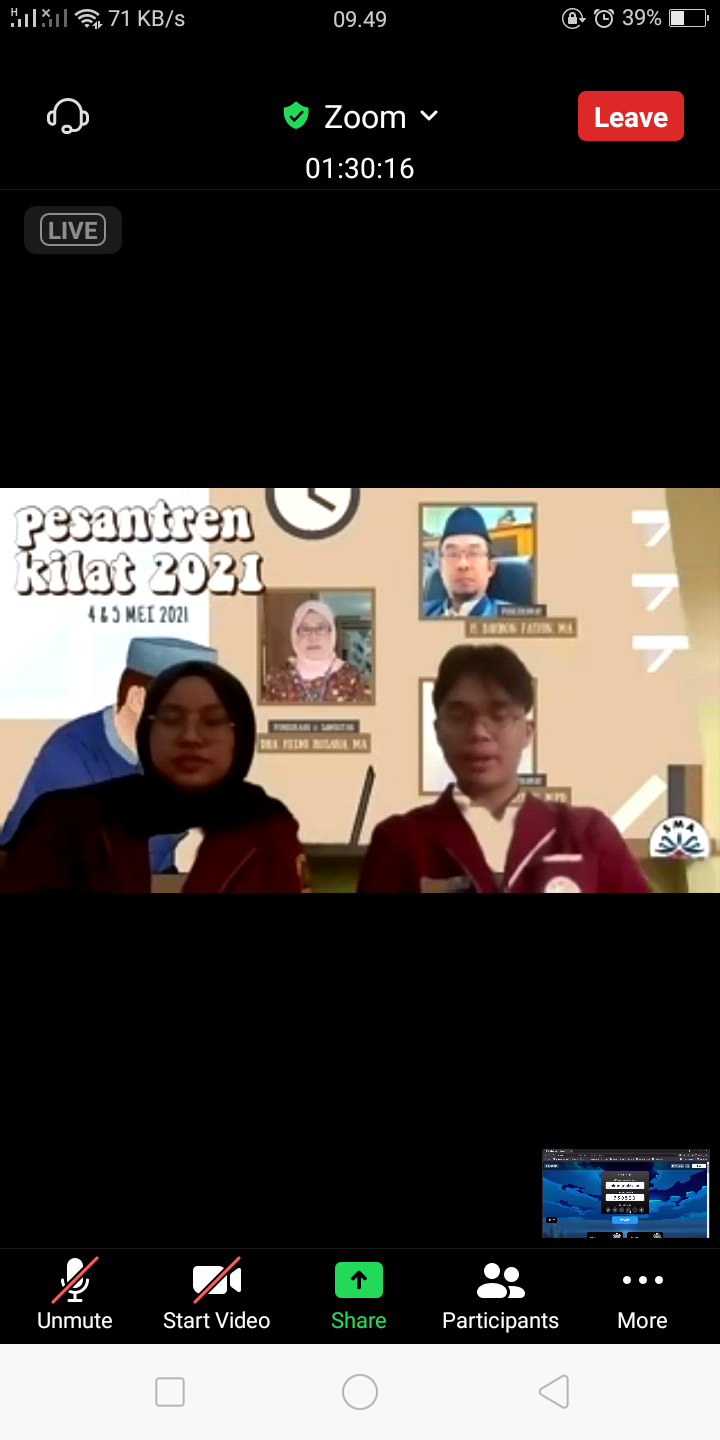 71 KB/s
09.49
39%
Zoom
Leave
01:30:16
LIVE
pesantren
kilat 2021
4 & 5 MEI 2021
SMA
Unmute
Start Video
Share
Participants
More